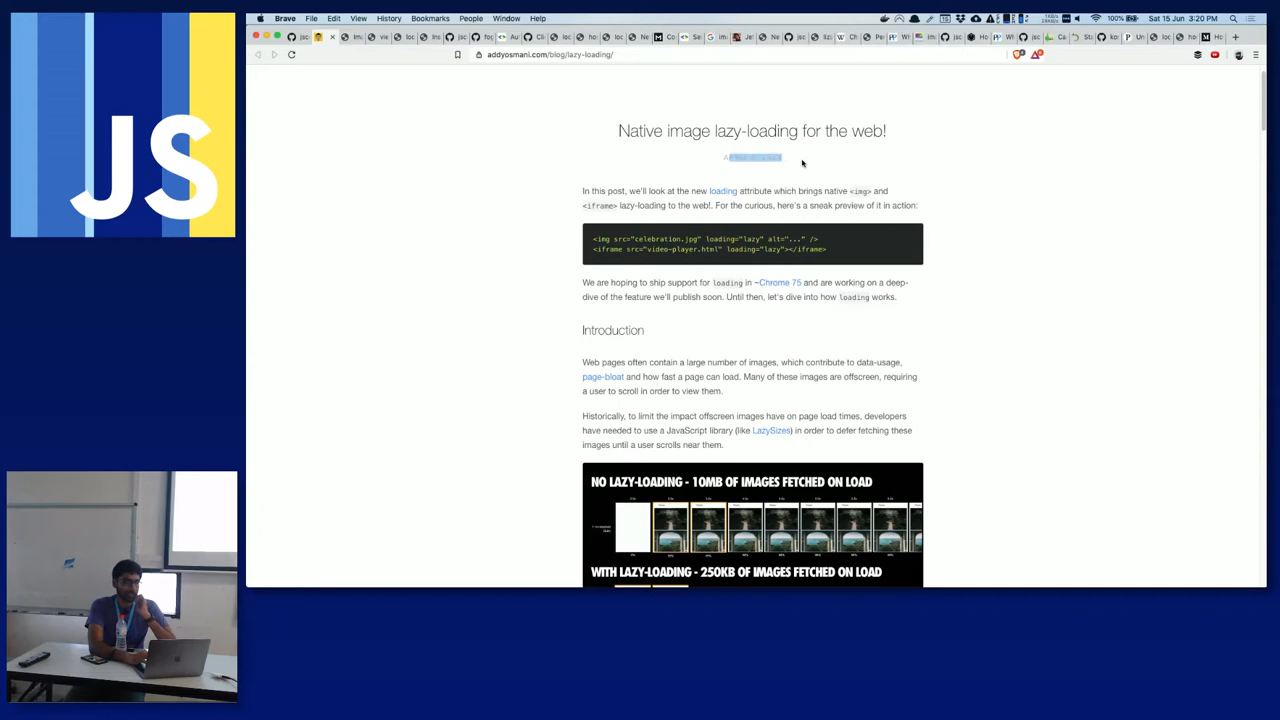 JS
Brave File Edit View History Bookmarks People Window Help
100% Sat 15 Jun 3:20 PM
addyosmani.com/blog/lazy-loading/
Native image lazy-loading for the web!
In this post, we'll look at the new loading attribute which brings native <img> and
<iframe> lazy-loading to the web!. For the curious, here's a sneak preview of it in action:
<img src="celebration.jpg" loading="lazy" alt="..." />
<iframe src="video-player.html" loading="lazy"></iframe>
We are hoping to ship support for loading in ~Chrome 75 and are working on a deep-
dive of the feature we'll publish soon. Until then, let's dive into how loading works.
Introduction
Web pages often contain a large number of images, which contribute to data-usage,
page-bloat and how fast a page can load. Many of these images are offscreen, requiring
a user to scroll in order to view them.
Historically, to limit the impact offscreen images have on page load times, developers
have needed to use a JavaScript library (like LazySizes) in order to defer fetching these
images until a user scrolls near them.
NO LAZY-LOADING - 10MB OF IMAGES FETCHED ON LOAD
WITH LAZY-LOADING - 250KB OF IMAGES FETCHED ON LOAD